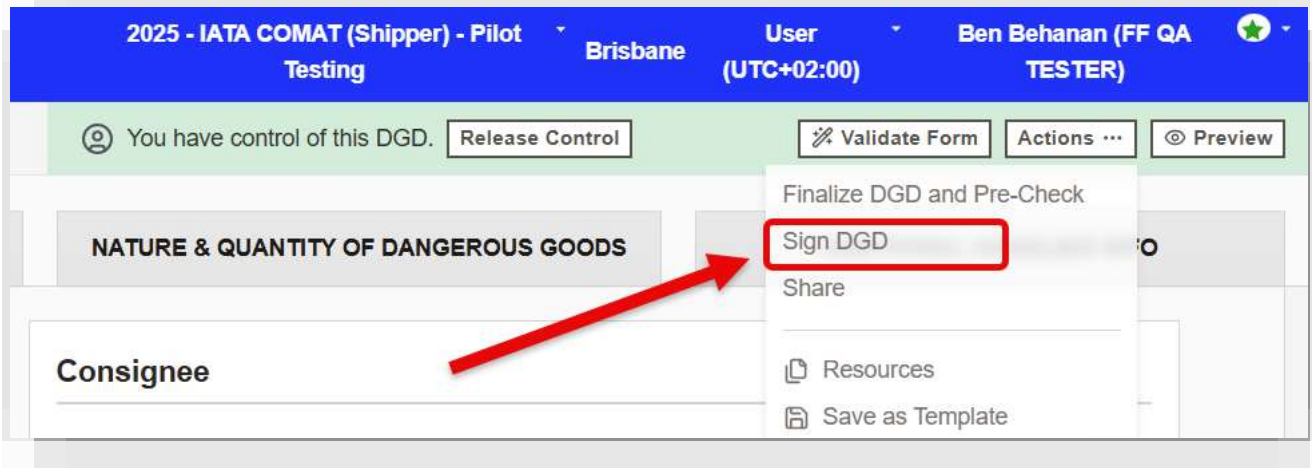 2025 - IATA COMAT (Shipper) - Pilot
Testing
Brisbane
User
(UTC+02:00)
Ben Behanan (FF QA
TESTER)
You have control of this DGD.
Release Control
Validate Form
Actions ...
Preview
Finalize DGD and Pre-Check
Sign DGD
Share
Resources
Save as Template
NATURE & QUANTITY OF DANGEROUS GOODS
Consignee